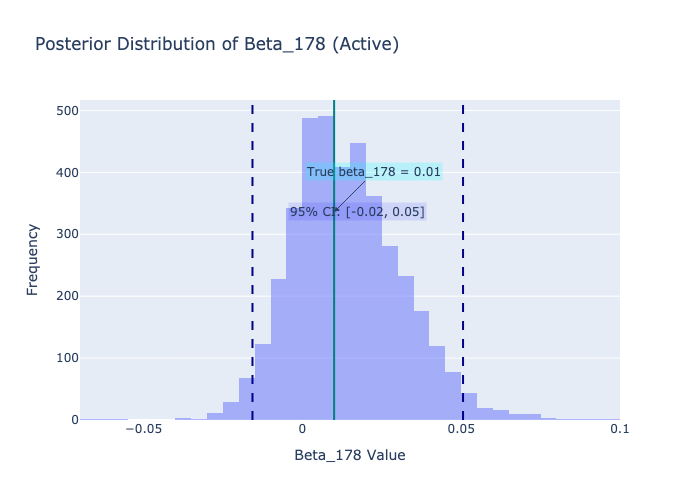 Posterior Distribution of Beta_178 (Active)
500
400
300
200
100
0
Frequency
True beta_178 = 0.01
95% CI: [-0.02, 0.05]
−0.05
0
0.05
0.1
Beta_178 Value